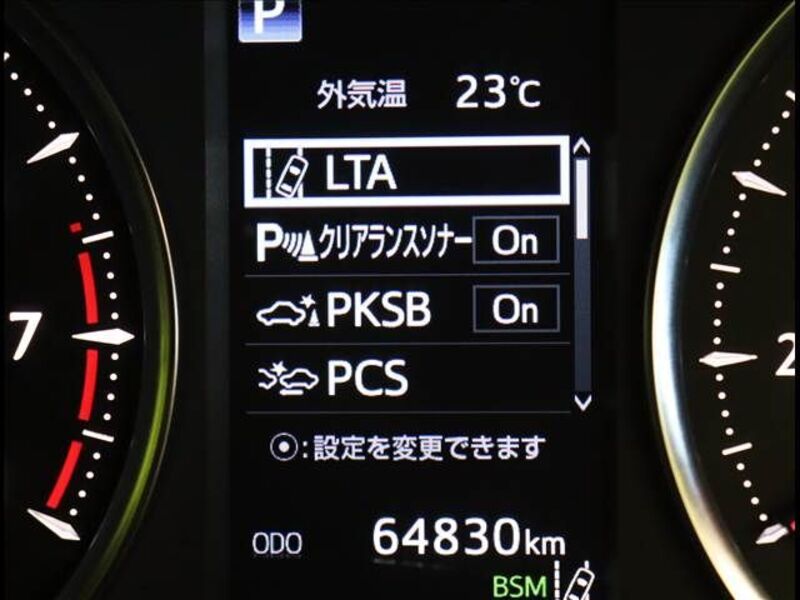 P
外気温 23℃
LTA
Pクリアランスソナー On
PKSB On
7
PCS
2
⦿:設定を変更できます
ODO 64830km
BSM